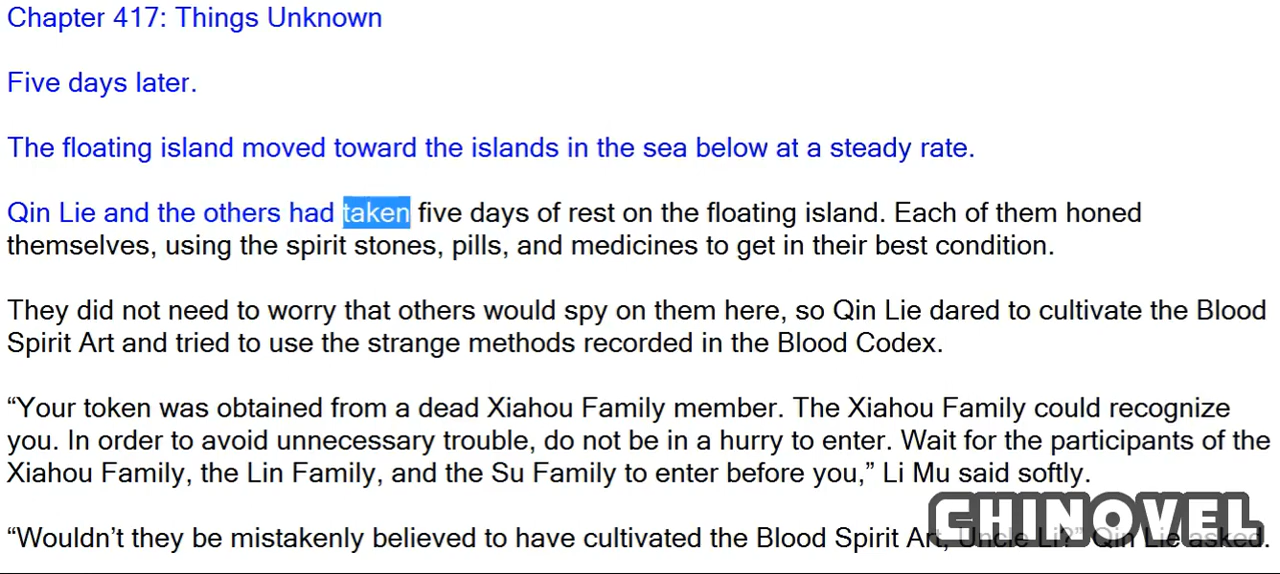 Chapter 417: Things Unknown
Five days later.
The floating island moved toward the islands in the sea below at a steady rate.
Qin Lie and the others had taken five days of rest on the floating island. Each of them honed
themselves, using the spirit stones, pills, and medicines to get in their best condition.
They did not need to worry that others would spy on them here, so Qin Lie dared to cultivate the Blood
Spirit Art and tried to use the strange methods recorded in the Blood Codex.
“Your token was obtained from a dead Xiahou Family member. The Xiahou Family could recognize
you. In order to avoid unnecessary trouble, do not be in a hurry to enter. Wait for the participants of the
Xiahou Family, the Lin Family, and the Su Family to enter before you,” Li Mu said softly.
“Wouldn’t they be mistakenly believed to have cultivated the Blood Spirit Art, Uncle Li?” Qin Lie asked.
CHINOVEL